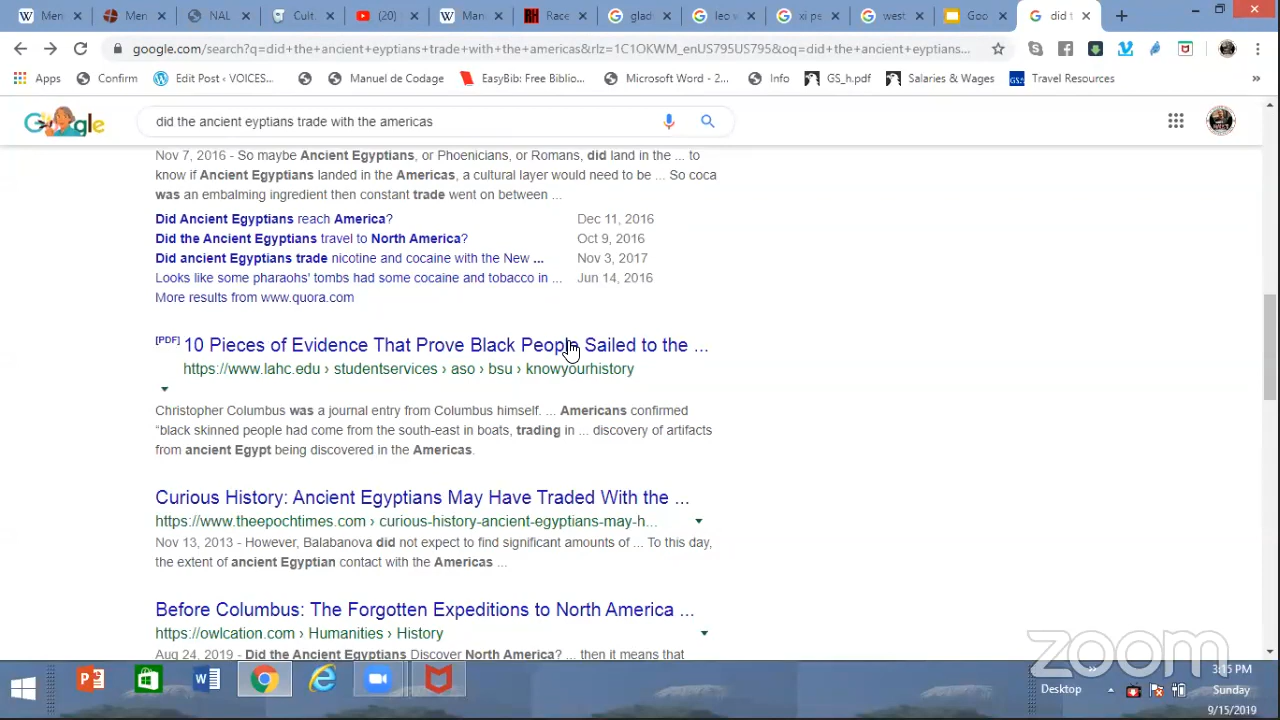 Men
Men
NAL
Cult
(20)
Mar
Race
glad
leo v
xi pe
west
Goo
did t
google.com/search?q=did+the+ancient+eyptians+trade+with+the+americas&rlz=1C1OKWM_enUS795US795&oq=did+the+ancient+eyptians...
Apps Confirm Edit Post ‹ VOICES... Manuel de Codage EasyBib: Free Biblio... Microsoft Word - 2... Info GS_h.pdf Salaries & Wages GSA Travel Resources »
Google did the ancient eyptians trade with the americas
Nov 7, 2016 - So maybe Ancient Egyptians, or Phoenicians, or Romans, did land in the ... to
know if Ancient Egyptians landed in the Americas, a cultural layer would need to be ... So coca
was an embalming ingredient then constant trade went on between ...
Did Ancient Egyptians reach America? Dec 11, 2016
Did the Ancient Egyptians travel to North America? Oct 9, 2016
Did ancient Egyptians trade nicotine and cocaine with the New ... Nov 3, 2017
Looks like some pharaohs' tombs had some cocaine and tobacco in ... Jun 14, 2016
More results from www.quora.com
[PDF] 10 Pieces of Evidence That Prove Black People Sailed to the ...
https://www.lahc.edu › studentservices › aso › bsu › knowyourhistory
Christopher Columbus was a journal entry from Columbus himself. ... Americans confirmed
“black skinned people had come from the south-east in boats, trading in ... discovery of artifacts
from ancient Egypt being discovered in the Americas.
Curious History: Ancient Egyptians May Have Traded With the ...
https://www.theepochtimes.com › curious-history-ancient-egyptians-may-h...
Nov 13, 2013 - However, Balabanova did not expect to find significant amounts of ... To this day,
the extent of ancient Egyptian contact with the Americas ...
Before Columbus: The Forgotten Expeditions to North America ...
https://owlcation.com › Humanities › History
Aug 24, 2019 - Did the Ancient Egyptians Discover North America? ... then it means that
zoom
Desktop
»
3:15 PM
Sunday
9/15/2019